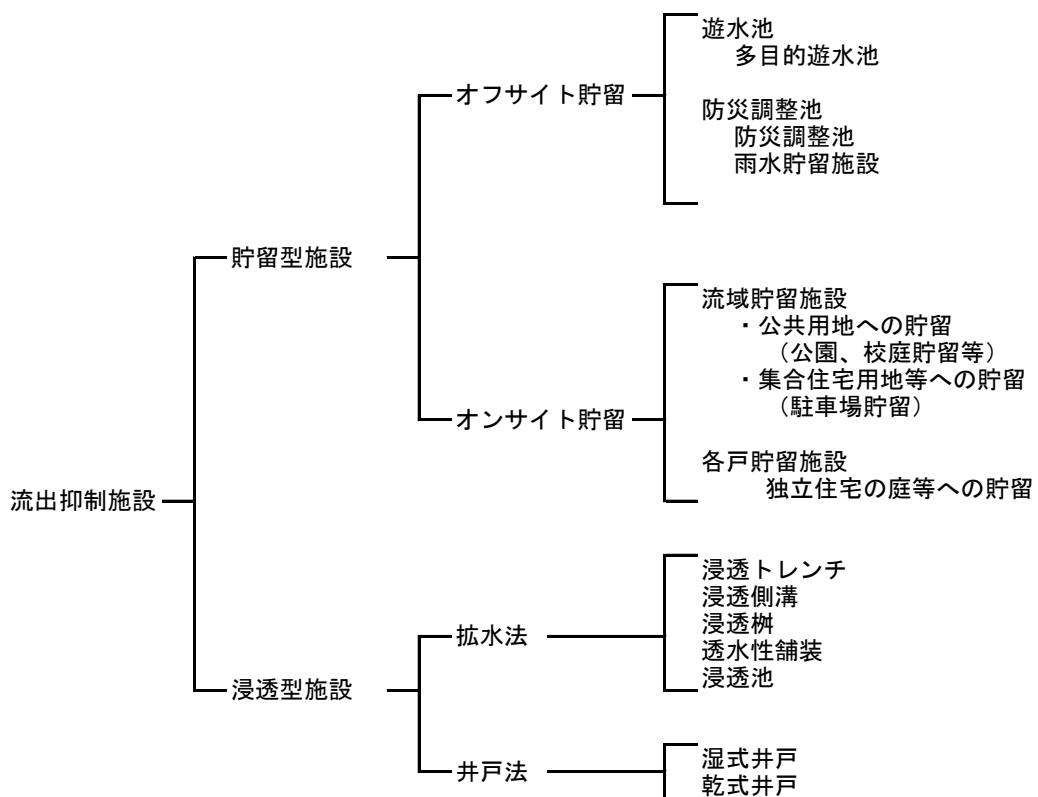 遊水池
多目的遊水池
オフサイト貯留
防災調整池
防災調整池
雨水貯留施設
貯留型施設
流域貯留施設
・公共用地への貯留
（公園、校庭貯留等）
・集合住宅用地等への貯留
（駐車場貯留）
オンサイト貯留
各戸貯留施設
独立住宅の庭等への貯留
流出抑制施設
浸透トレンチ
浸透側溝
浸透桝
透水性舗装
浸透池
拡水法
浸透型施設
湿式井戸
乾式井戸
井戸法